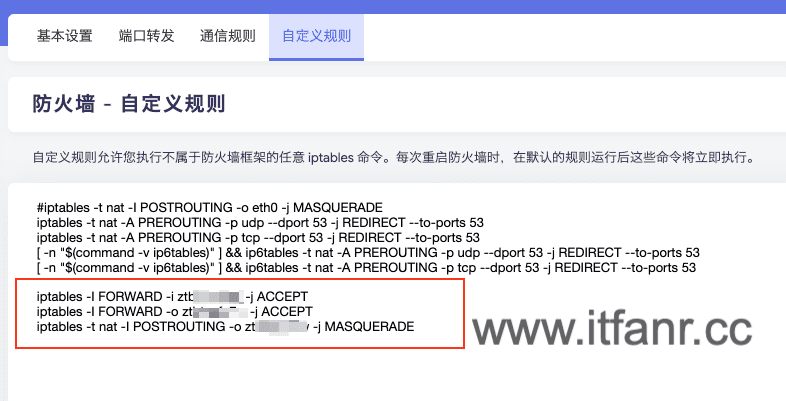 基本设置 端口转发 通信规则 自定义规则
防火墙 - 自定义规则
自定义规则允许您执行不属于防火墙框架的任意 iptables 命令。每次重启防火墙时，在默认的规则运行后这些命令将立即执行。
#iptables -t nat -I POSTROUTING -o eth0 -j MASQUERADE
iptables -t nat -A PREROUTING -p udp --dport 53 -j REDIRECT --to-ports 53
iptables -t nat -A PREROUTING -p tcp --dport 53 -j REDIRECT --to-ports 53
[ -n "$(command -v ip6tables)" ] && ip6tables -t nat -A PREROUTING -p udp --dport 53 -j REDIRECT --to-ports 53
[ -n "$(command -v ip6tables)" ] && ip6tables -t nat -A PREROUTING -p tcp --dport 53 -j REDIRECT --to-ports 53
iptables -I FORWARD -i -j ACCEPT
iptables -I FORWARD -o -j ACCEPT
iptables -t nat -I POSTROUTING -o -j MASQUERADE
www.itfanr.cc